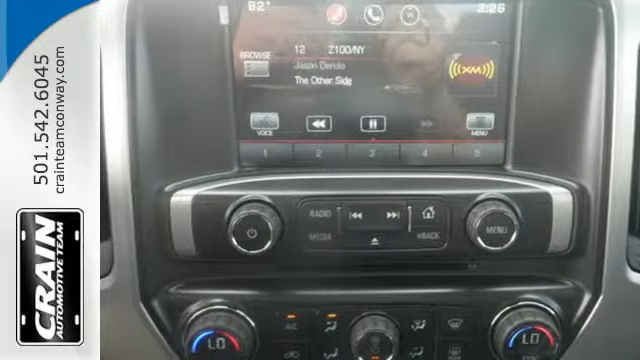 82°
3:26
12 Z100/NY
BROWSE
Jason Derulo
The Other Side
((XM))
VOICE
MENU
1 2 3 4 5
RADIO
MEDIA
BACK
MENU
A/C
LO
LO
501.542.6045
crainteamconway.com
CRAIN
AUTOMOTIVE TEAM